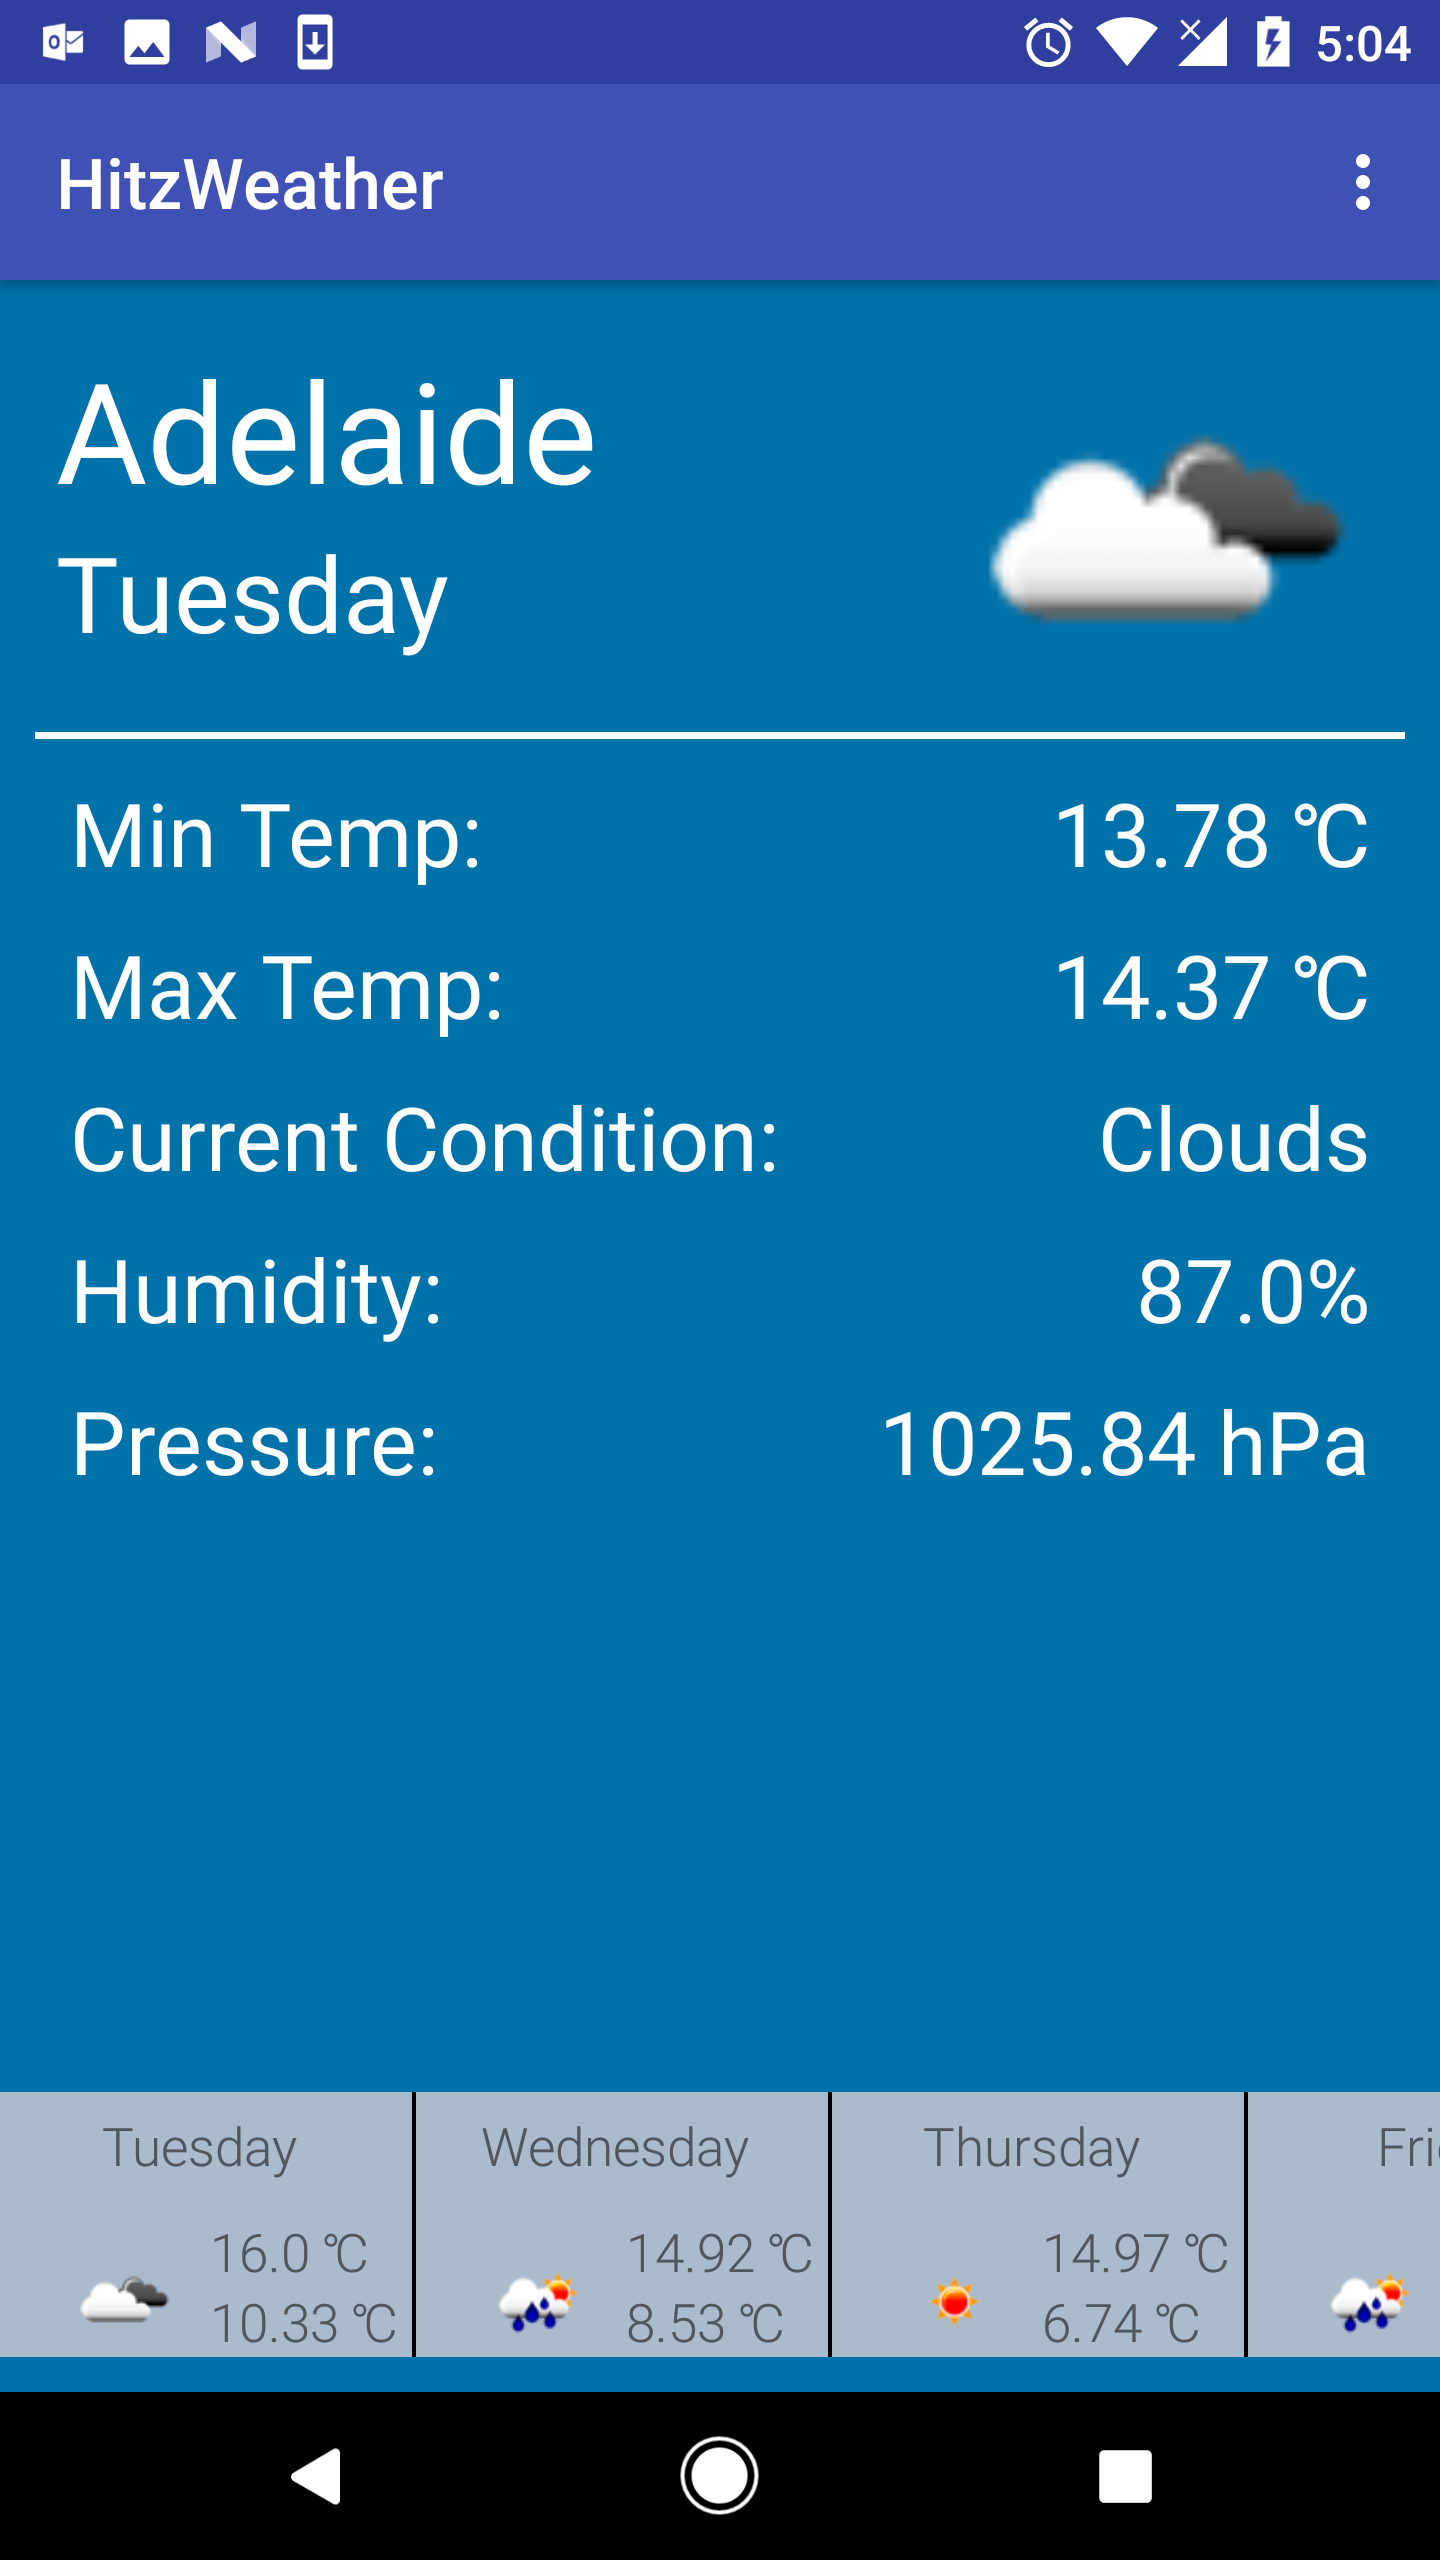 5:04
HitzWeather
Adelaide
Tuesday
Min Temp: 13.78 °C
Max Temp: 14.37 °C
Current Condition: Clouds
Humidity: 87.0%
Pressure: 1025.84 hPa
Tuesday
16.0 °C
10.33 °C
Wednesday
14.92 °C
8.53 °C
Thursday
14.97 °C
6.74 °C